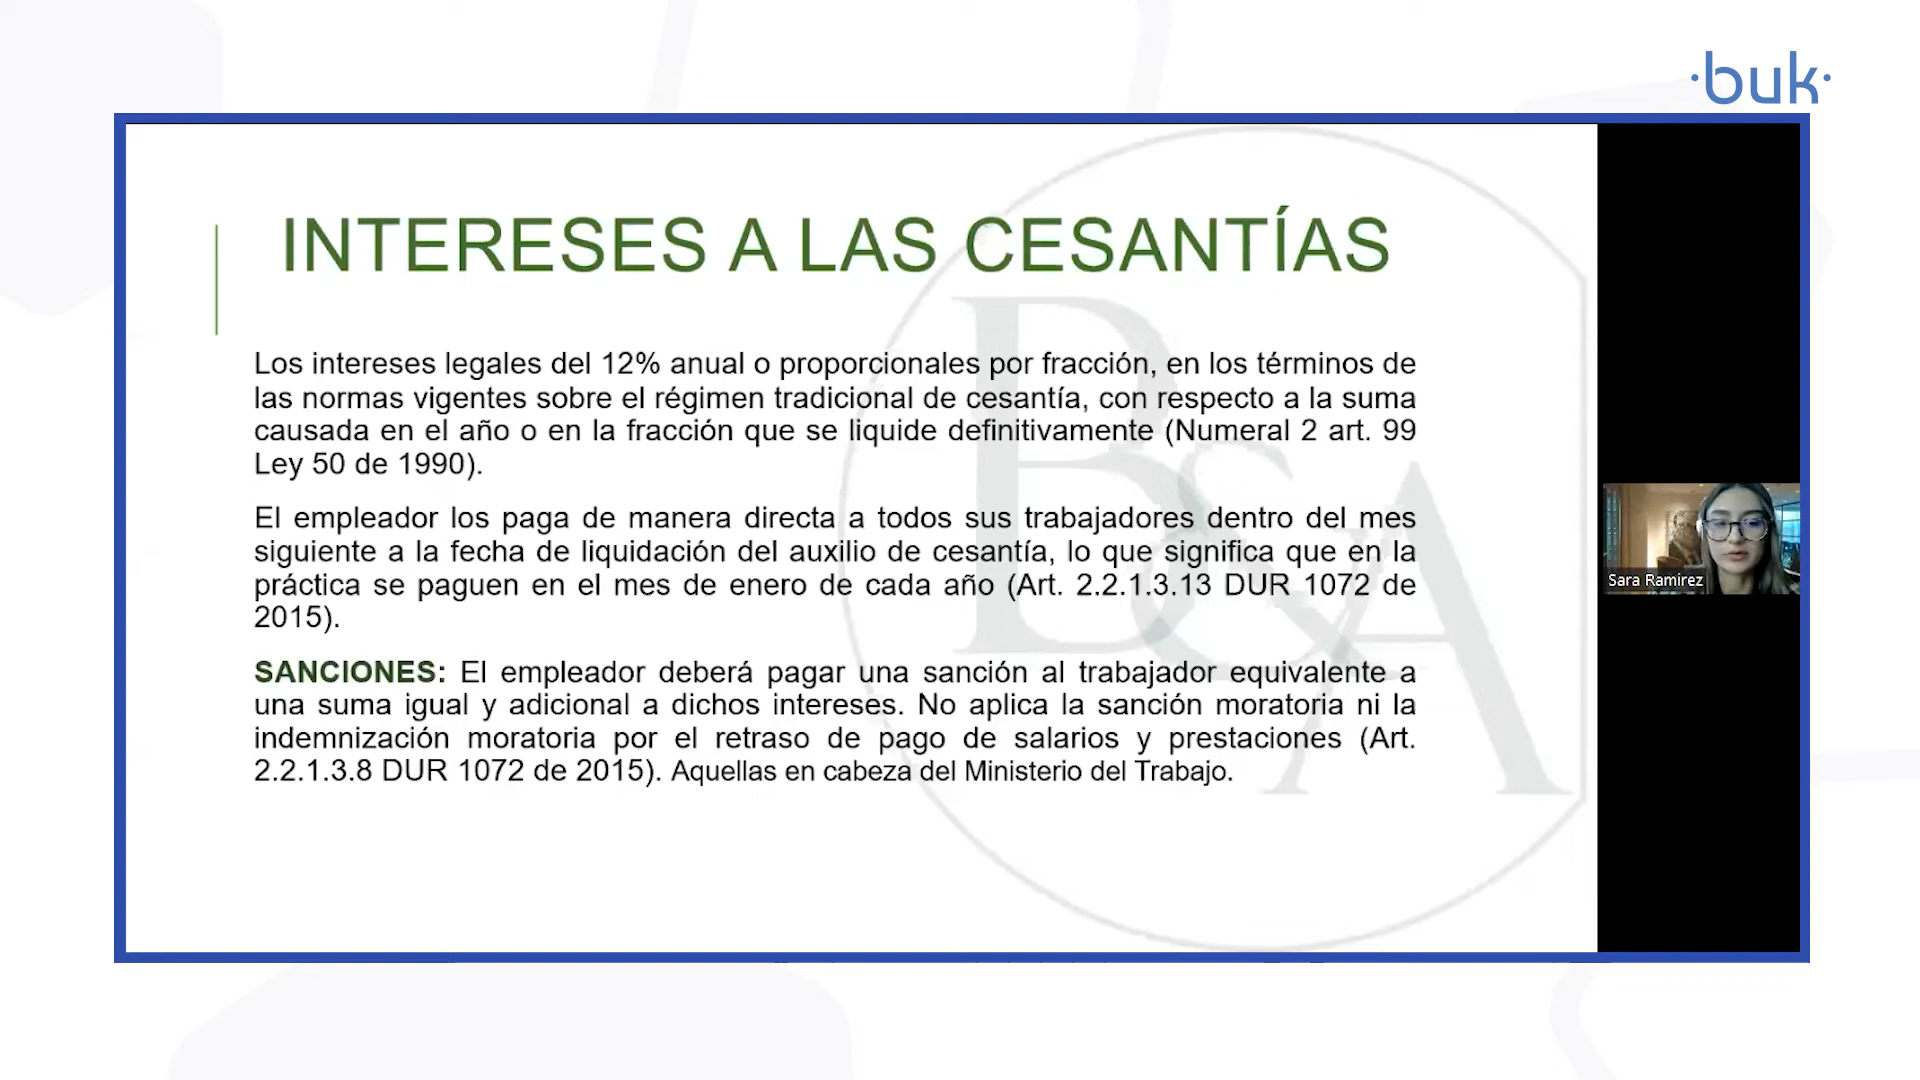 ·buk·
INTERESES A LAS CESANTÍAS
Los intereses legales del 12% anual o proporcionales por fracción, en los términos de
las normas vigentes sobre el régimen tradicional de cesantía, con respecto a la suma
causada en el año o en la fracción que se liquide definitivamente (Numeral 2 art. 99
Ley 50 de 1990).
El empleador los paga de manera directa a todos sus trabajadores dentro del mes
siguiente a la fecha de liquidación del auxilio de cesantía, lo que significa que en la
práctica se paguen en el mes de enero de cada año (Art. 2.2.1.3.13 DUR 1072 de
2015).
SANCIONES: El empleador deberá pagar una sanción al trabajador equivalente a
una suma igual y adicional a dichos intereses. No aplica la sanción moratoria ni la
indemnización moratoria por el retraso de pago de salarios y prestaciones (Art.
2.2.1.3.8 DUR 1072 de 2015). Aquellas en cabeza del Ministerio del Trabajo.
B&A
Sara Ramirez